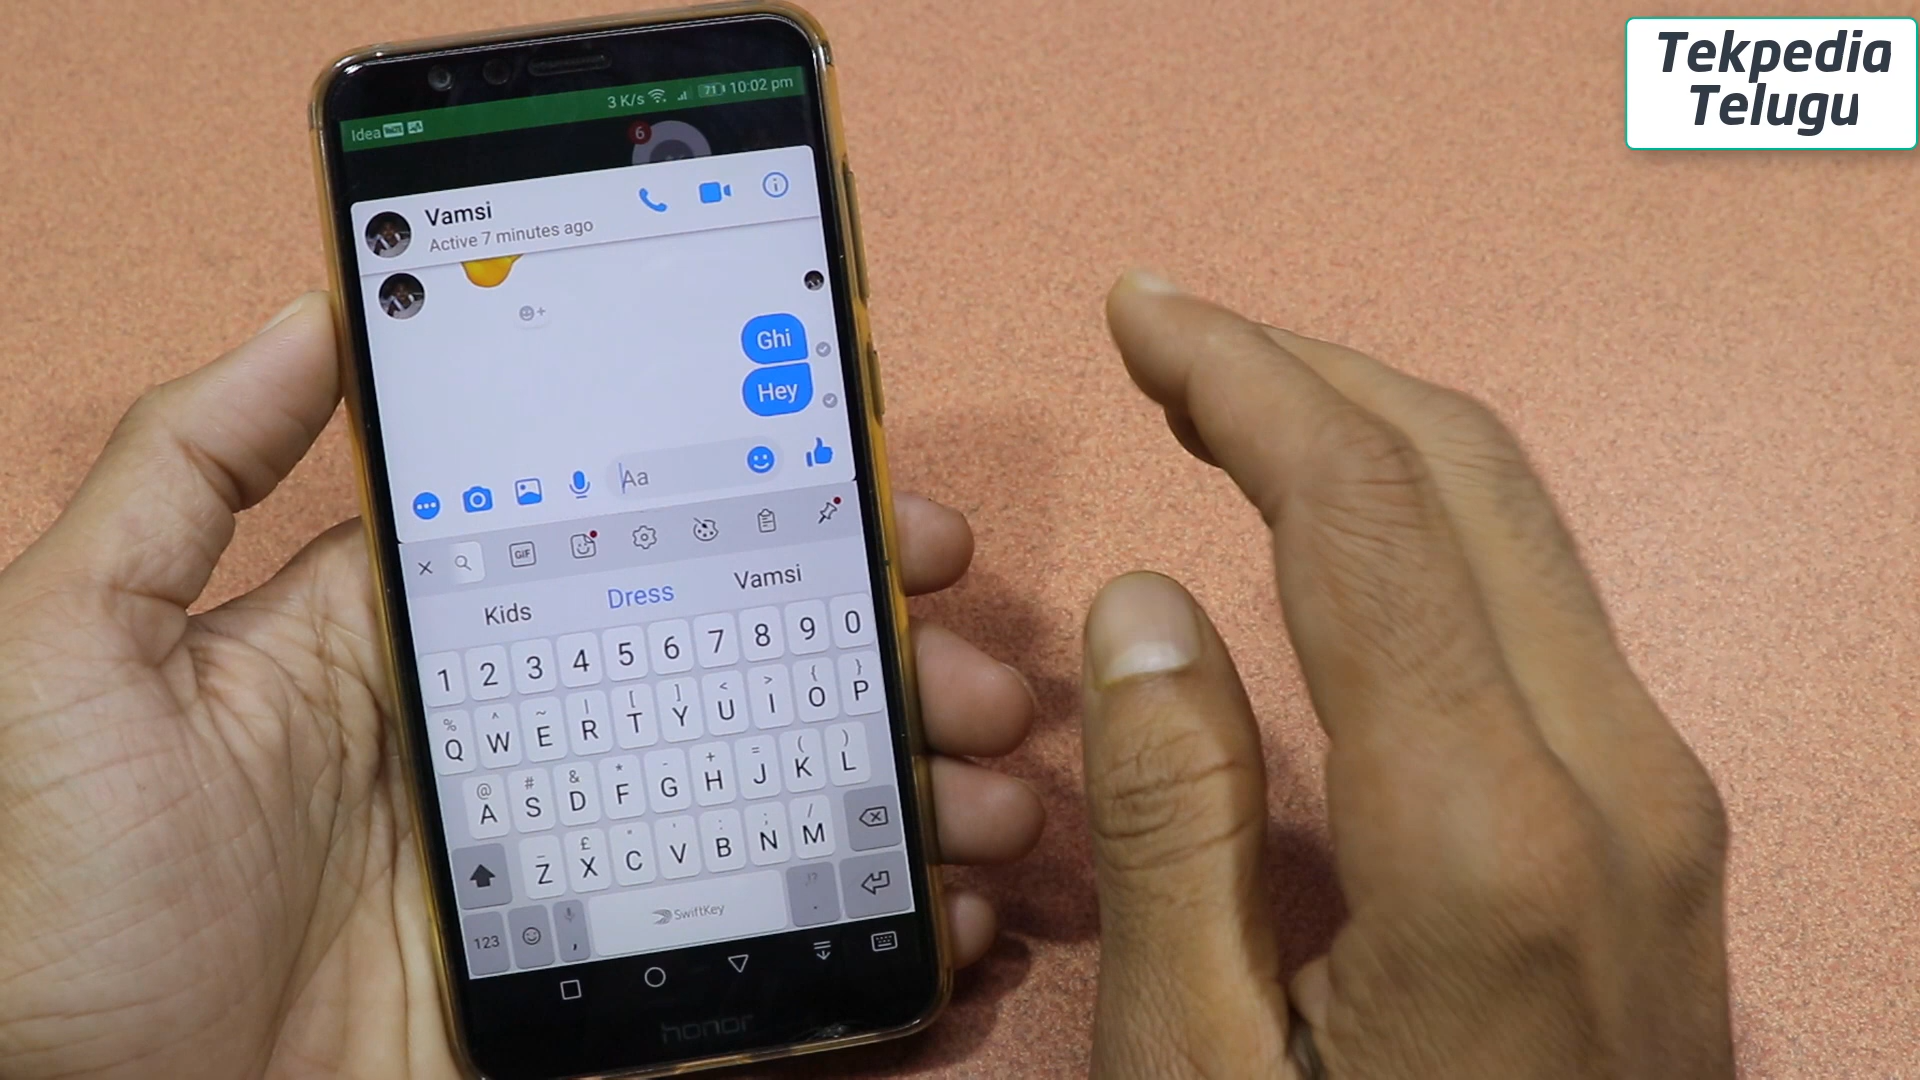 Tekpedia
Telugu
Idea 3 K/s 71 10:02 pm
6
Vamsi
Active 7 minutes ago
Ghi
Hey
Aa
GIF
Kids Dress Vamsi
1 2 3 4 5 6 7 8 9 0
% ^ ~ | [ ] < > { }
Q W E R T Y U I O P
@ # & * - + = ( )
A S D F G H J K L
_ £ " ' : ; /
Z X C V B N M
123 , SwiftKey !? .
honor